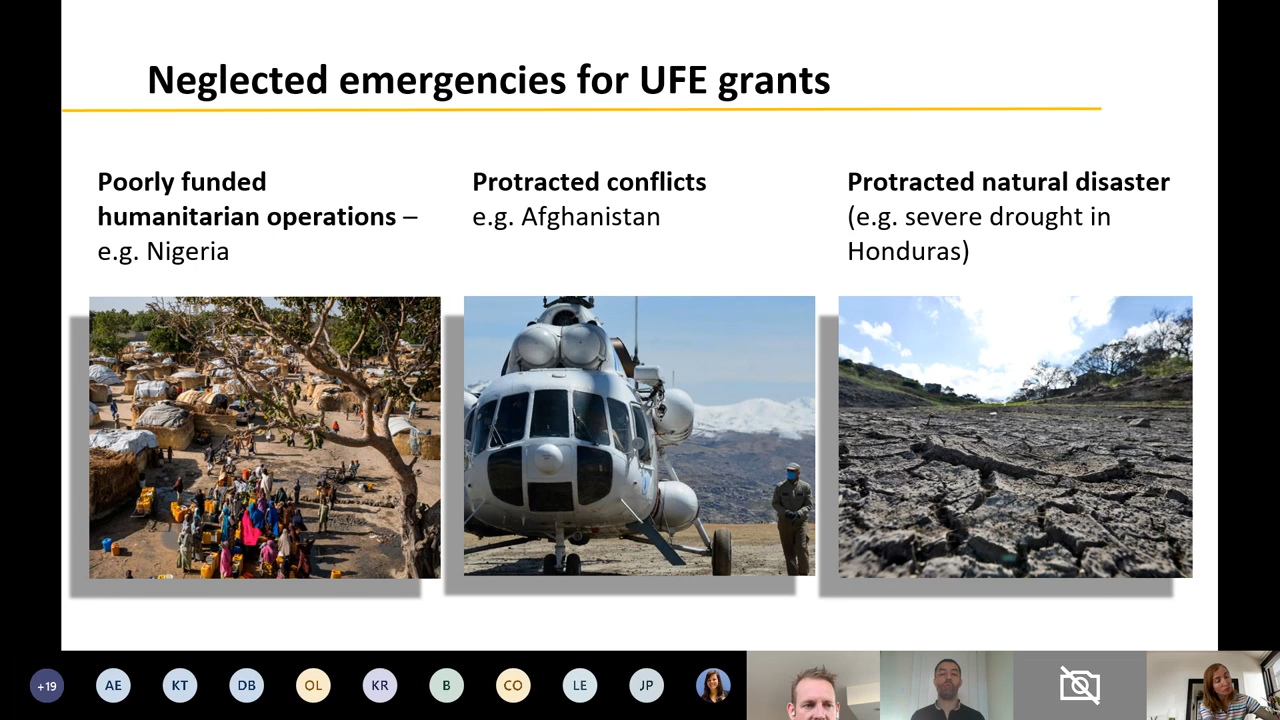 Neglected emergencies for UFE grants
Poorly funded
humanitarian operations –
e.g. Nigeria
Protracted conflicts
e.g. Afghanistan
Protracted natural disaster
(e.g. severe drought in
Honduras)
+19
AE
KT
DB
OL
KR
B
CO
LE
JP